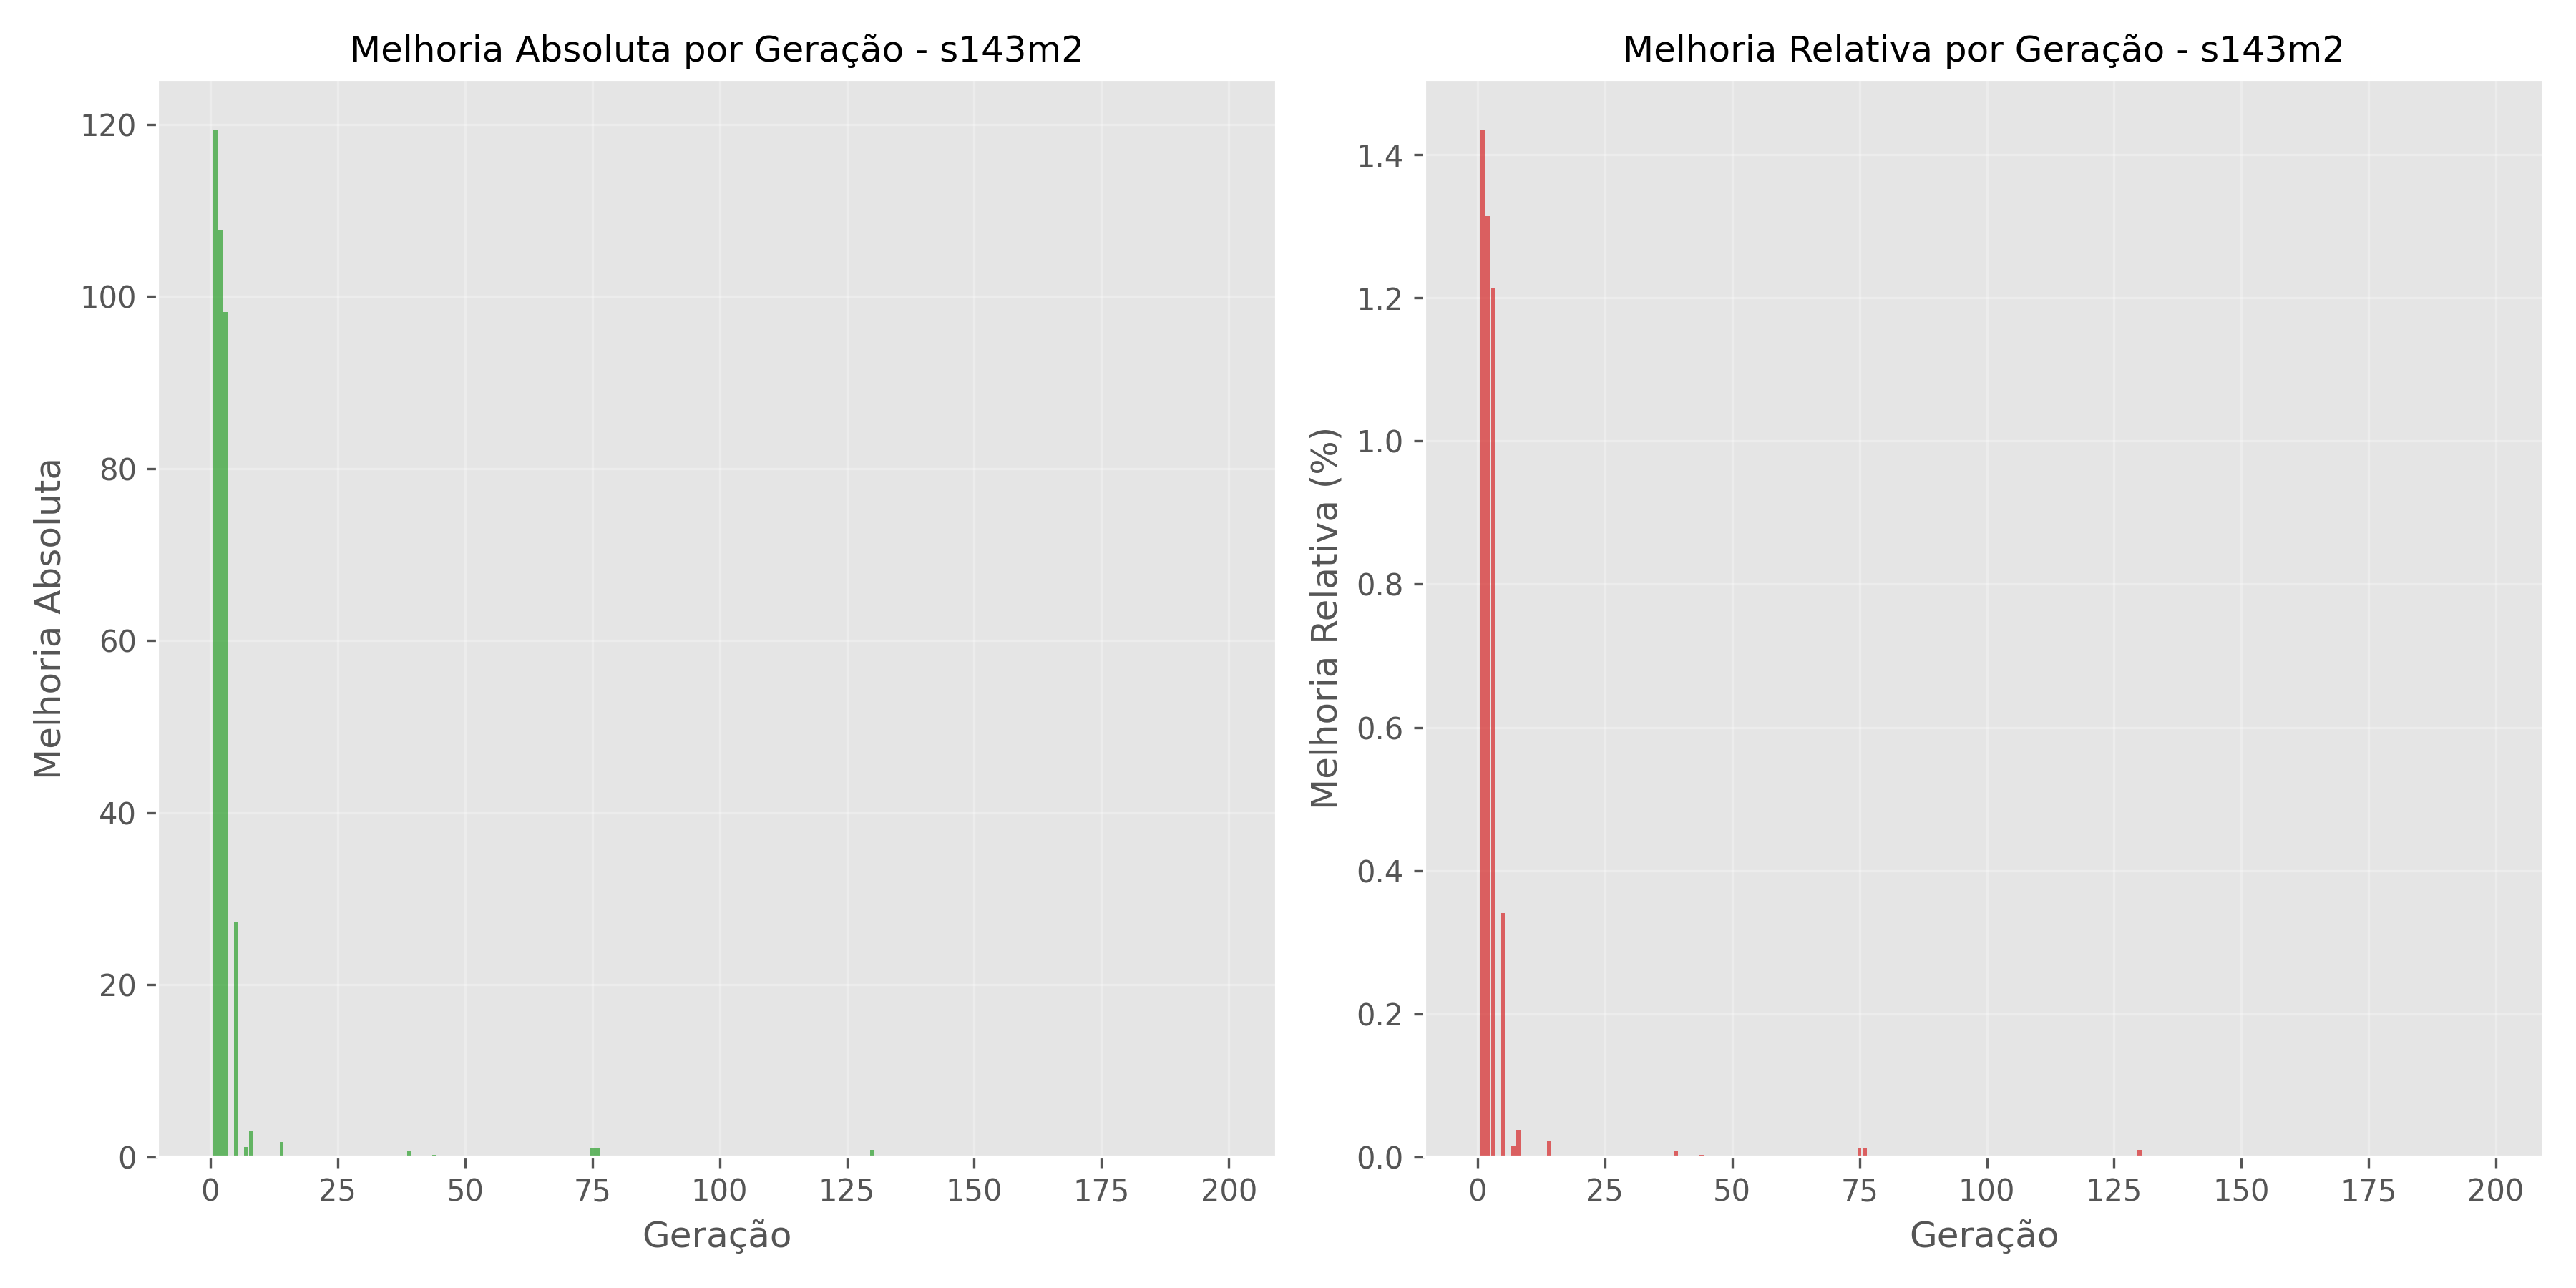 Melhoria Absoluta por Geração - s143m2
120
100
80
60
40
20
0
Melhoria Absoluta
0 25 50 75 100 125 150 175 200
Geração
Melhoria Relativa por Geração - s143m2
1.4
1.2
1.0
0.8
0.6
0.4
0.2
0.0
Melhoria Relativa (%)
0 25 50 75 100 125 150 175 200
Geração